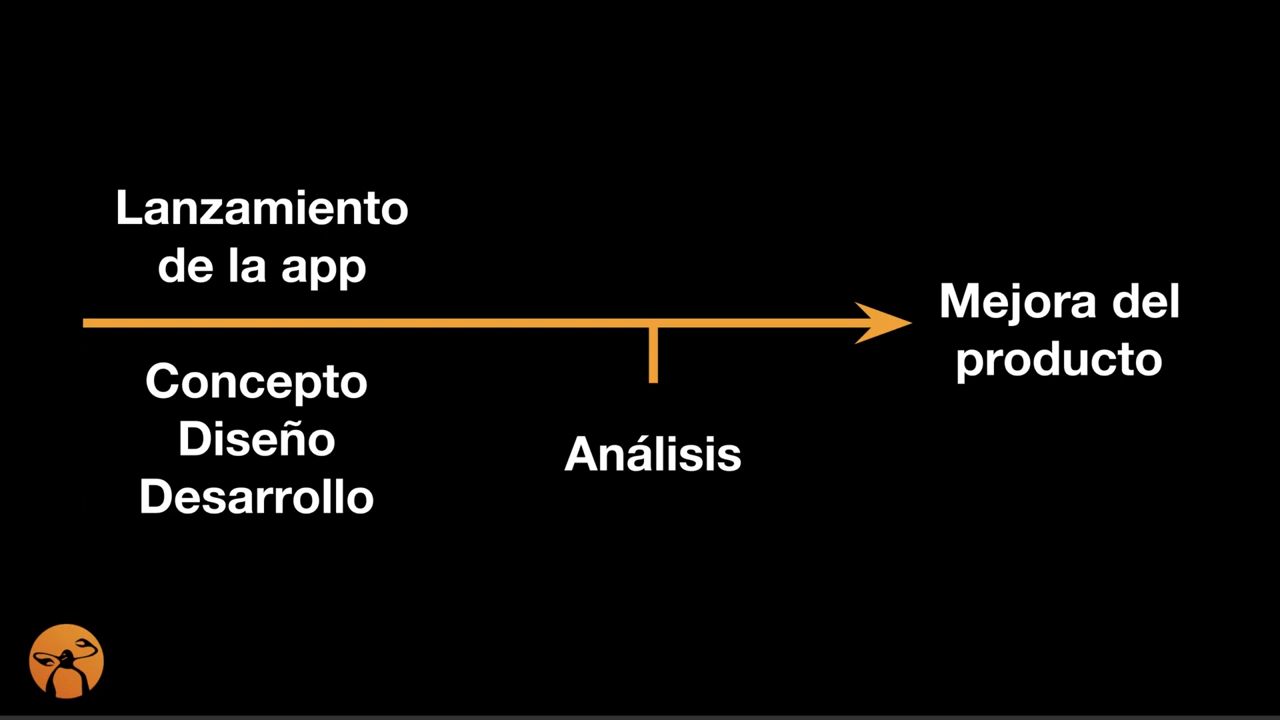 Lanzamiento
de la app
Concepto
Diseño
Desarrollo
Análisis
Mejora del
producto